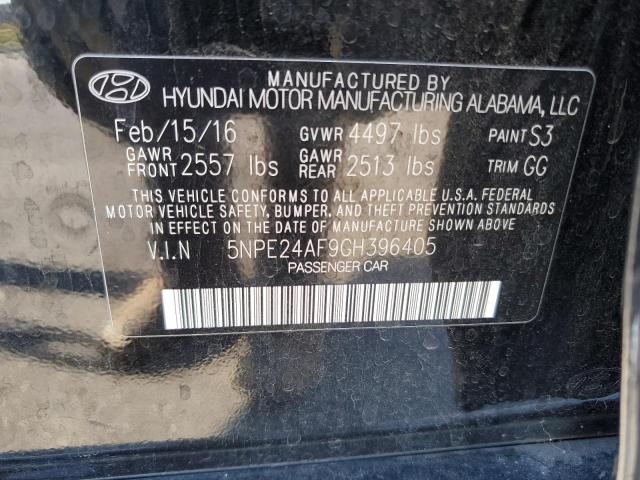 MANUFACTURED BY
HYUNDAI MOTOR MANUFACTURING ALABAMA, LLC
Feb/15/16 GVWR 4497 lbs PAINT S3
GAWR FRONT 2557 lbs GAWR REAR 2513 lbs TRIM GG
THIS VEHICLE CONFORMS TO ALL APPLICABLE U.S.A. FEDERAL
MOTOR VEHICLE SAFETY, BUMPER, AND THEFT PREVENTION STANDARDS
IN EFFECT ON THE DATE OF MANUFACTURE SHOWN ABOVE
V.I.N 5NPE24AF9GH396405
PASSENGER CAR